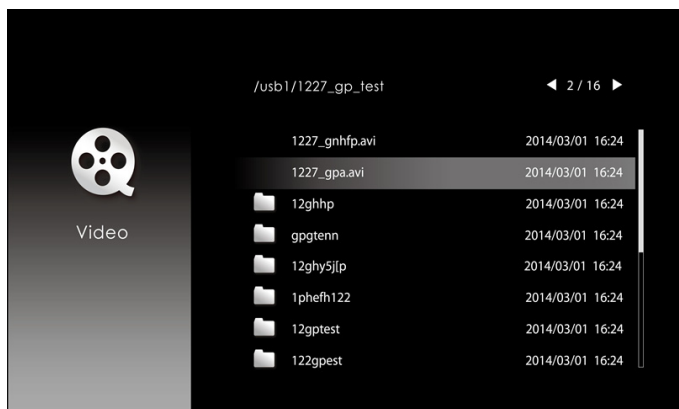 /usb1/1227_gp_test ◀ 2 / 16 ▶
1227_gnhfp.avi 2014/03/01 16:24
1227_gpa.avi 2014/03/01 16:24
12ghhp 2014/03/01 16:24
Video
gpgtenn 2014/03/01 16:24
12ghy5j[p 2014/03/01 16:24
1phefh122 2014/03/01 16:24
12gptest 2014/03/01 16:24
122gpest 2014/03/01 16:24